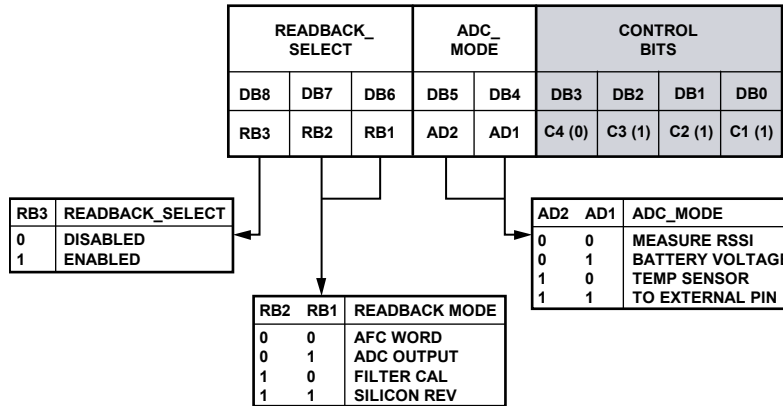 READBACK_ ADC_ CONTROL
SELECT MODE BITS
DB8 DB7 DB6 DB5 DB4 DB3 DB2 DB1 DB0
RB3 RB2 RB1 AD2 AD1 C4 (0) C3 (1) C2 (1) C1 (1)
RB3 READBACK_SELECT
0 DISABLED
1 ENABLED
AD2 AD1 ADC_MODE
0 0 MEASURE RSSI
0 1 BATTERY VOLTAGE
1 0 TEMP SENSOR
1 1 TO EXTERNAL PIN
RB2 RB1 READBACK MODE
0 0 AFC WORD
0 1 ADC OUTPUT
1 0 FILTER CAL
1 1 SILICON REV